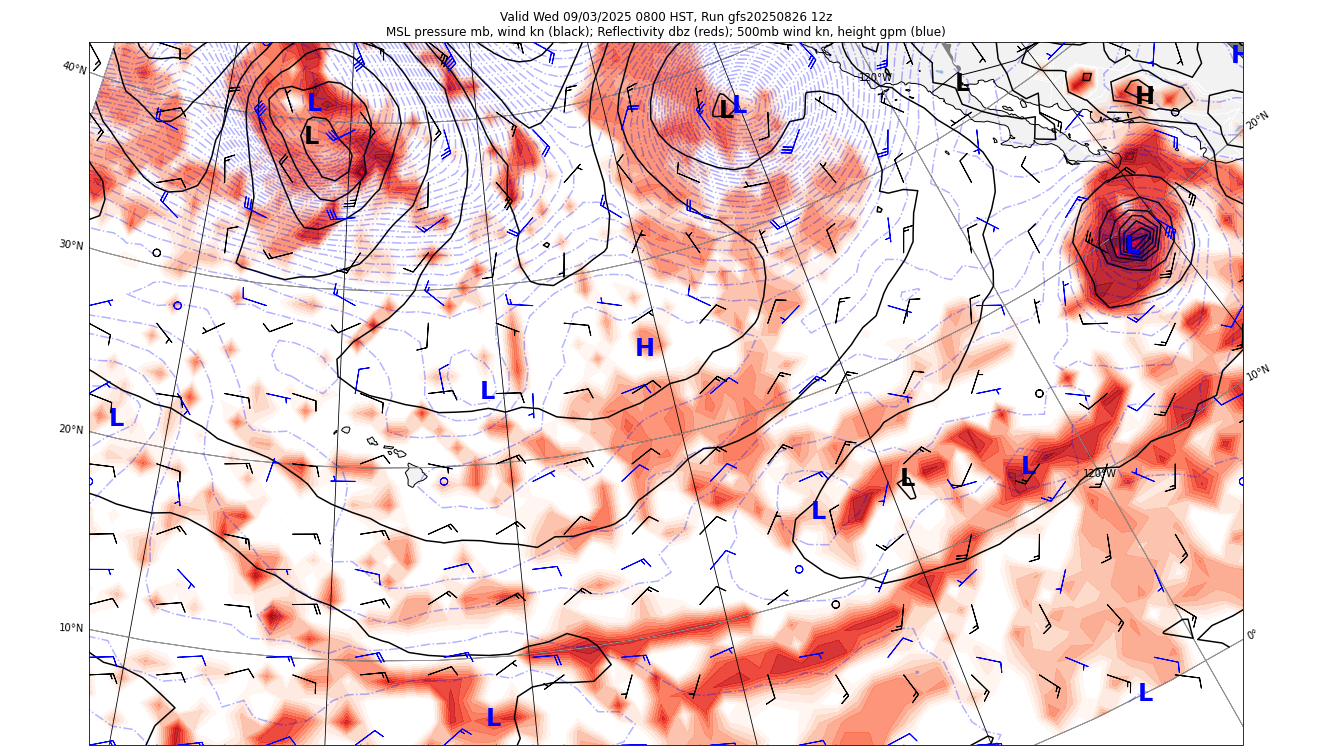 Valid Wed 09/03/2025 0800 HST, Run gfs20250826 12z
MSL pressure mb, wind kn (black); Reflectivity dbz (reds); 500mb wind kn, height gpm (blue)
H
40°N
120°W
L
H
L
L
L
L
20°N
30°N
L
H
10°N
L
L
20°N
L
L
120°W
L
10°N
0°
L
L